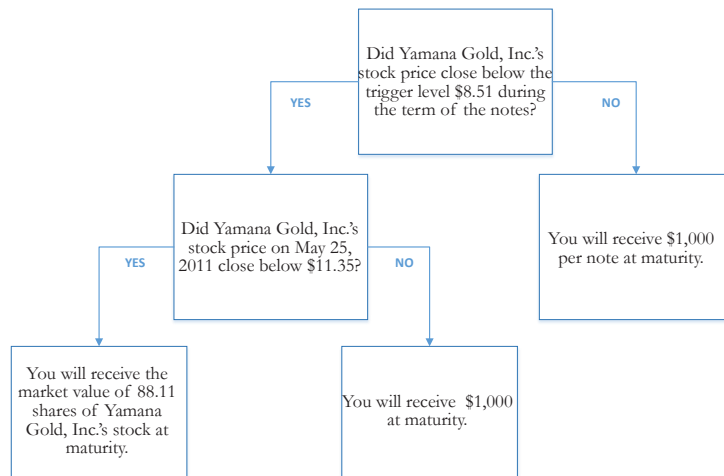 Did Yamana Gold, Inc.'s
stock price close below the
trigger level $8.51 during
the term of the notes?
YES
NO
Did Yamana Gold, Inc.'s
stock price on May 25,
2011 close below $11.35?
You will receive $1,000
per note at maturity.
YES
NO
You will receive the
market value of 88.11
shares of Yamana
Gold, Inc.'s stock at
maturity.
You will receive $1,000
at maturity.